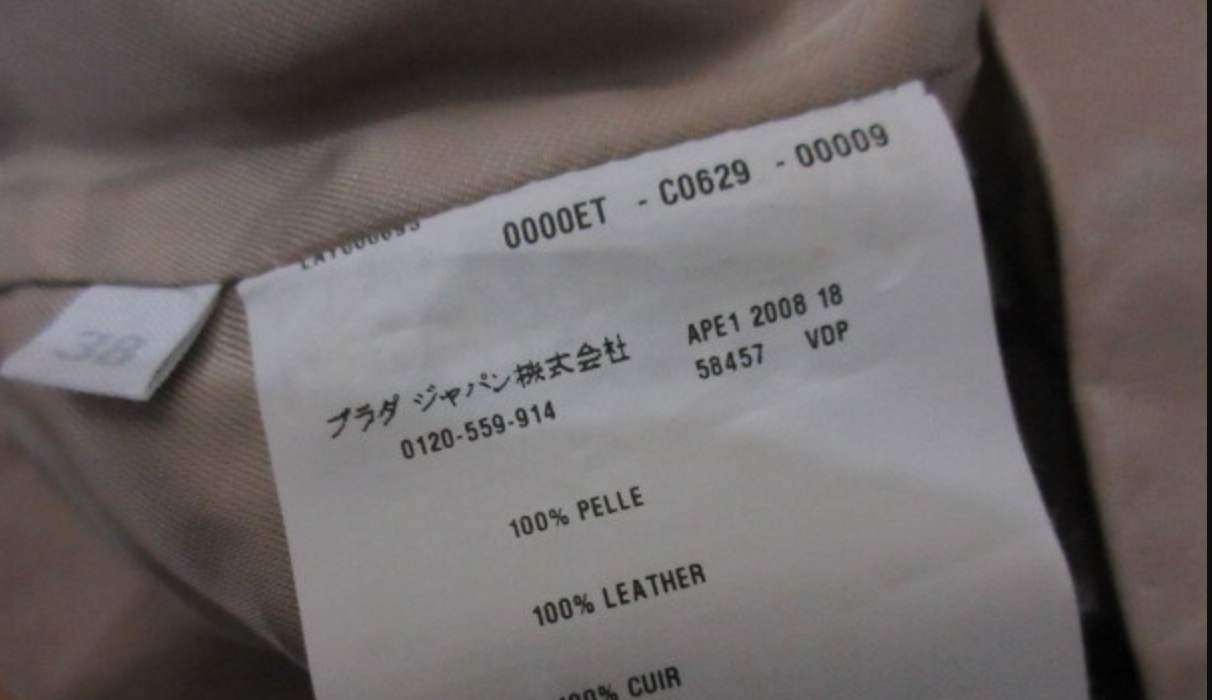 0000ET - C0629 - 00009
APE1 2008 18
58457 VDP
プラダ ジャパン株式会社
0120-559-914
100% PELLE
100% LEATHER
100% CUIR
38